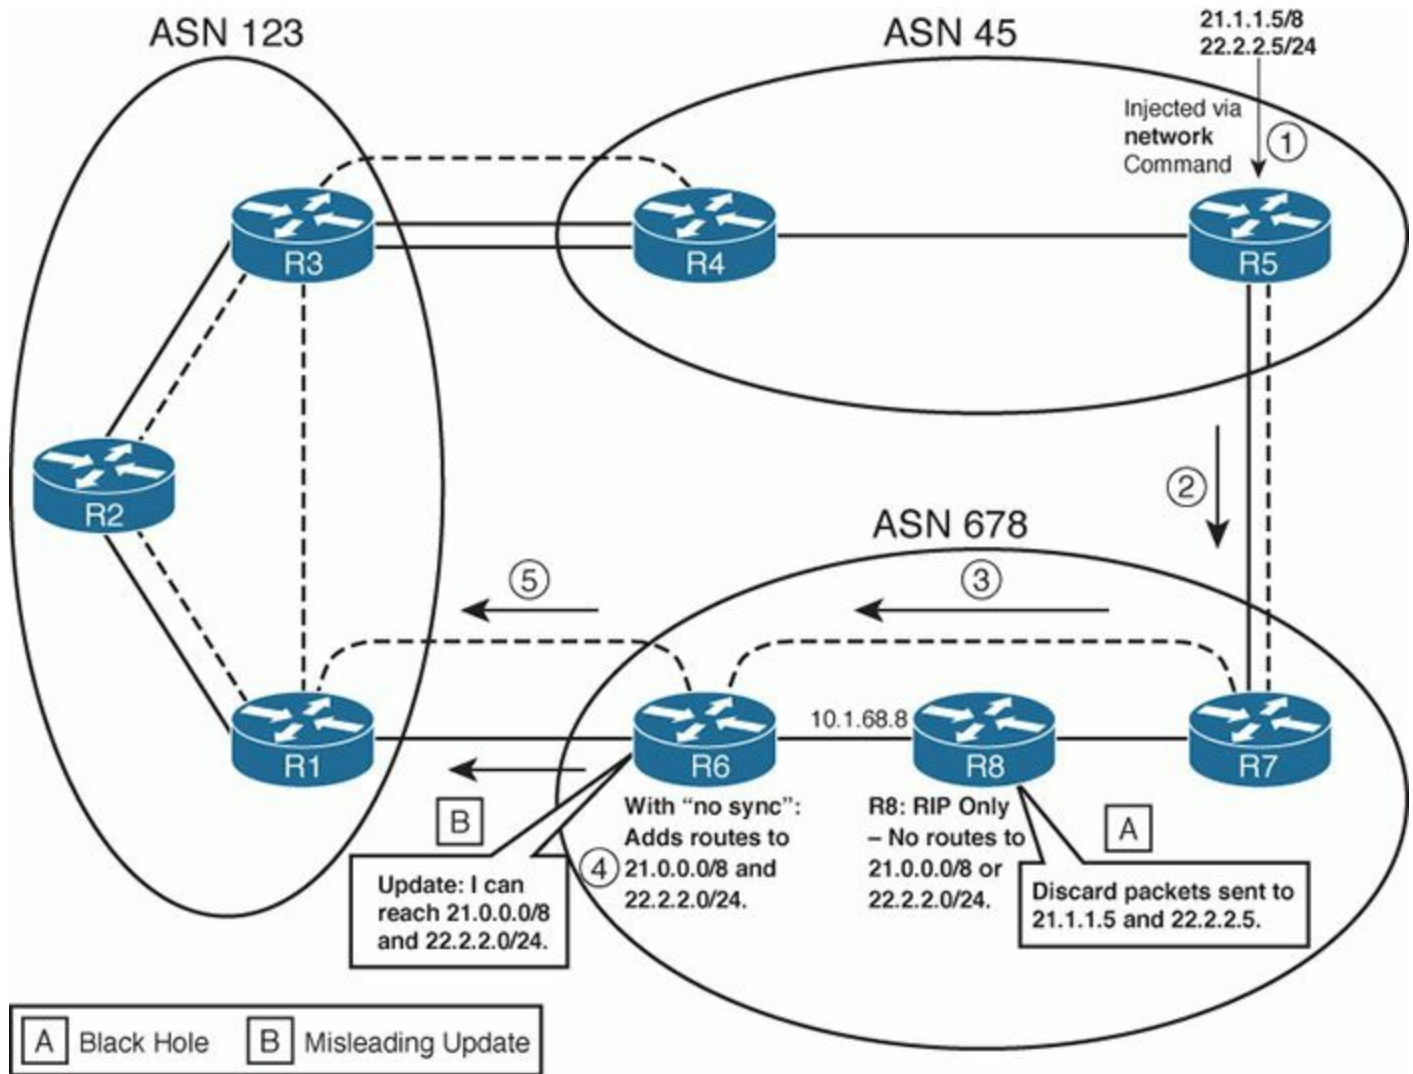 ASN 123
ASN 45
21.1.1.5/8
22.2.2.5/24
Injected via
network
Command
1
R3
R4
R5
R2
2
ASN 678
5
3
10.1.68.8
R1
R6
R8
R7
B
With “no sync”:
Adds routes to
21.0.0.0/8 and
22.2.2.0/24.
4
R8: RIP Only
– No routes to
21.0.0.0/8 or
22.2.2.0/24.
A
Update: I can
reach 21.0.0.0/8
and 22.2.2.0/24.
Discard packets sent to
21.1.1.5 and 22.2.2.5.
A Black Hole B Misleading Update